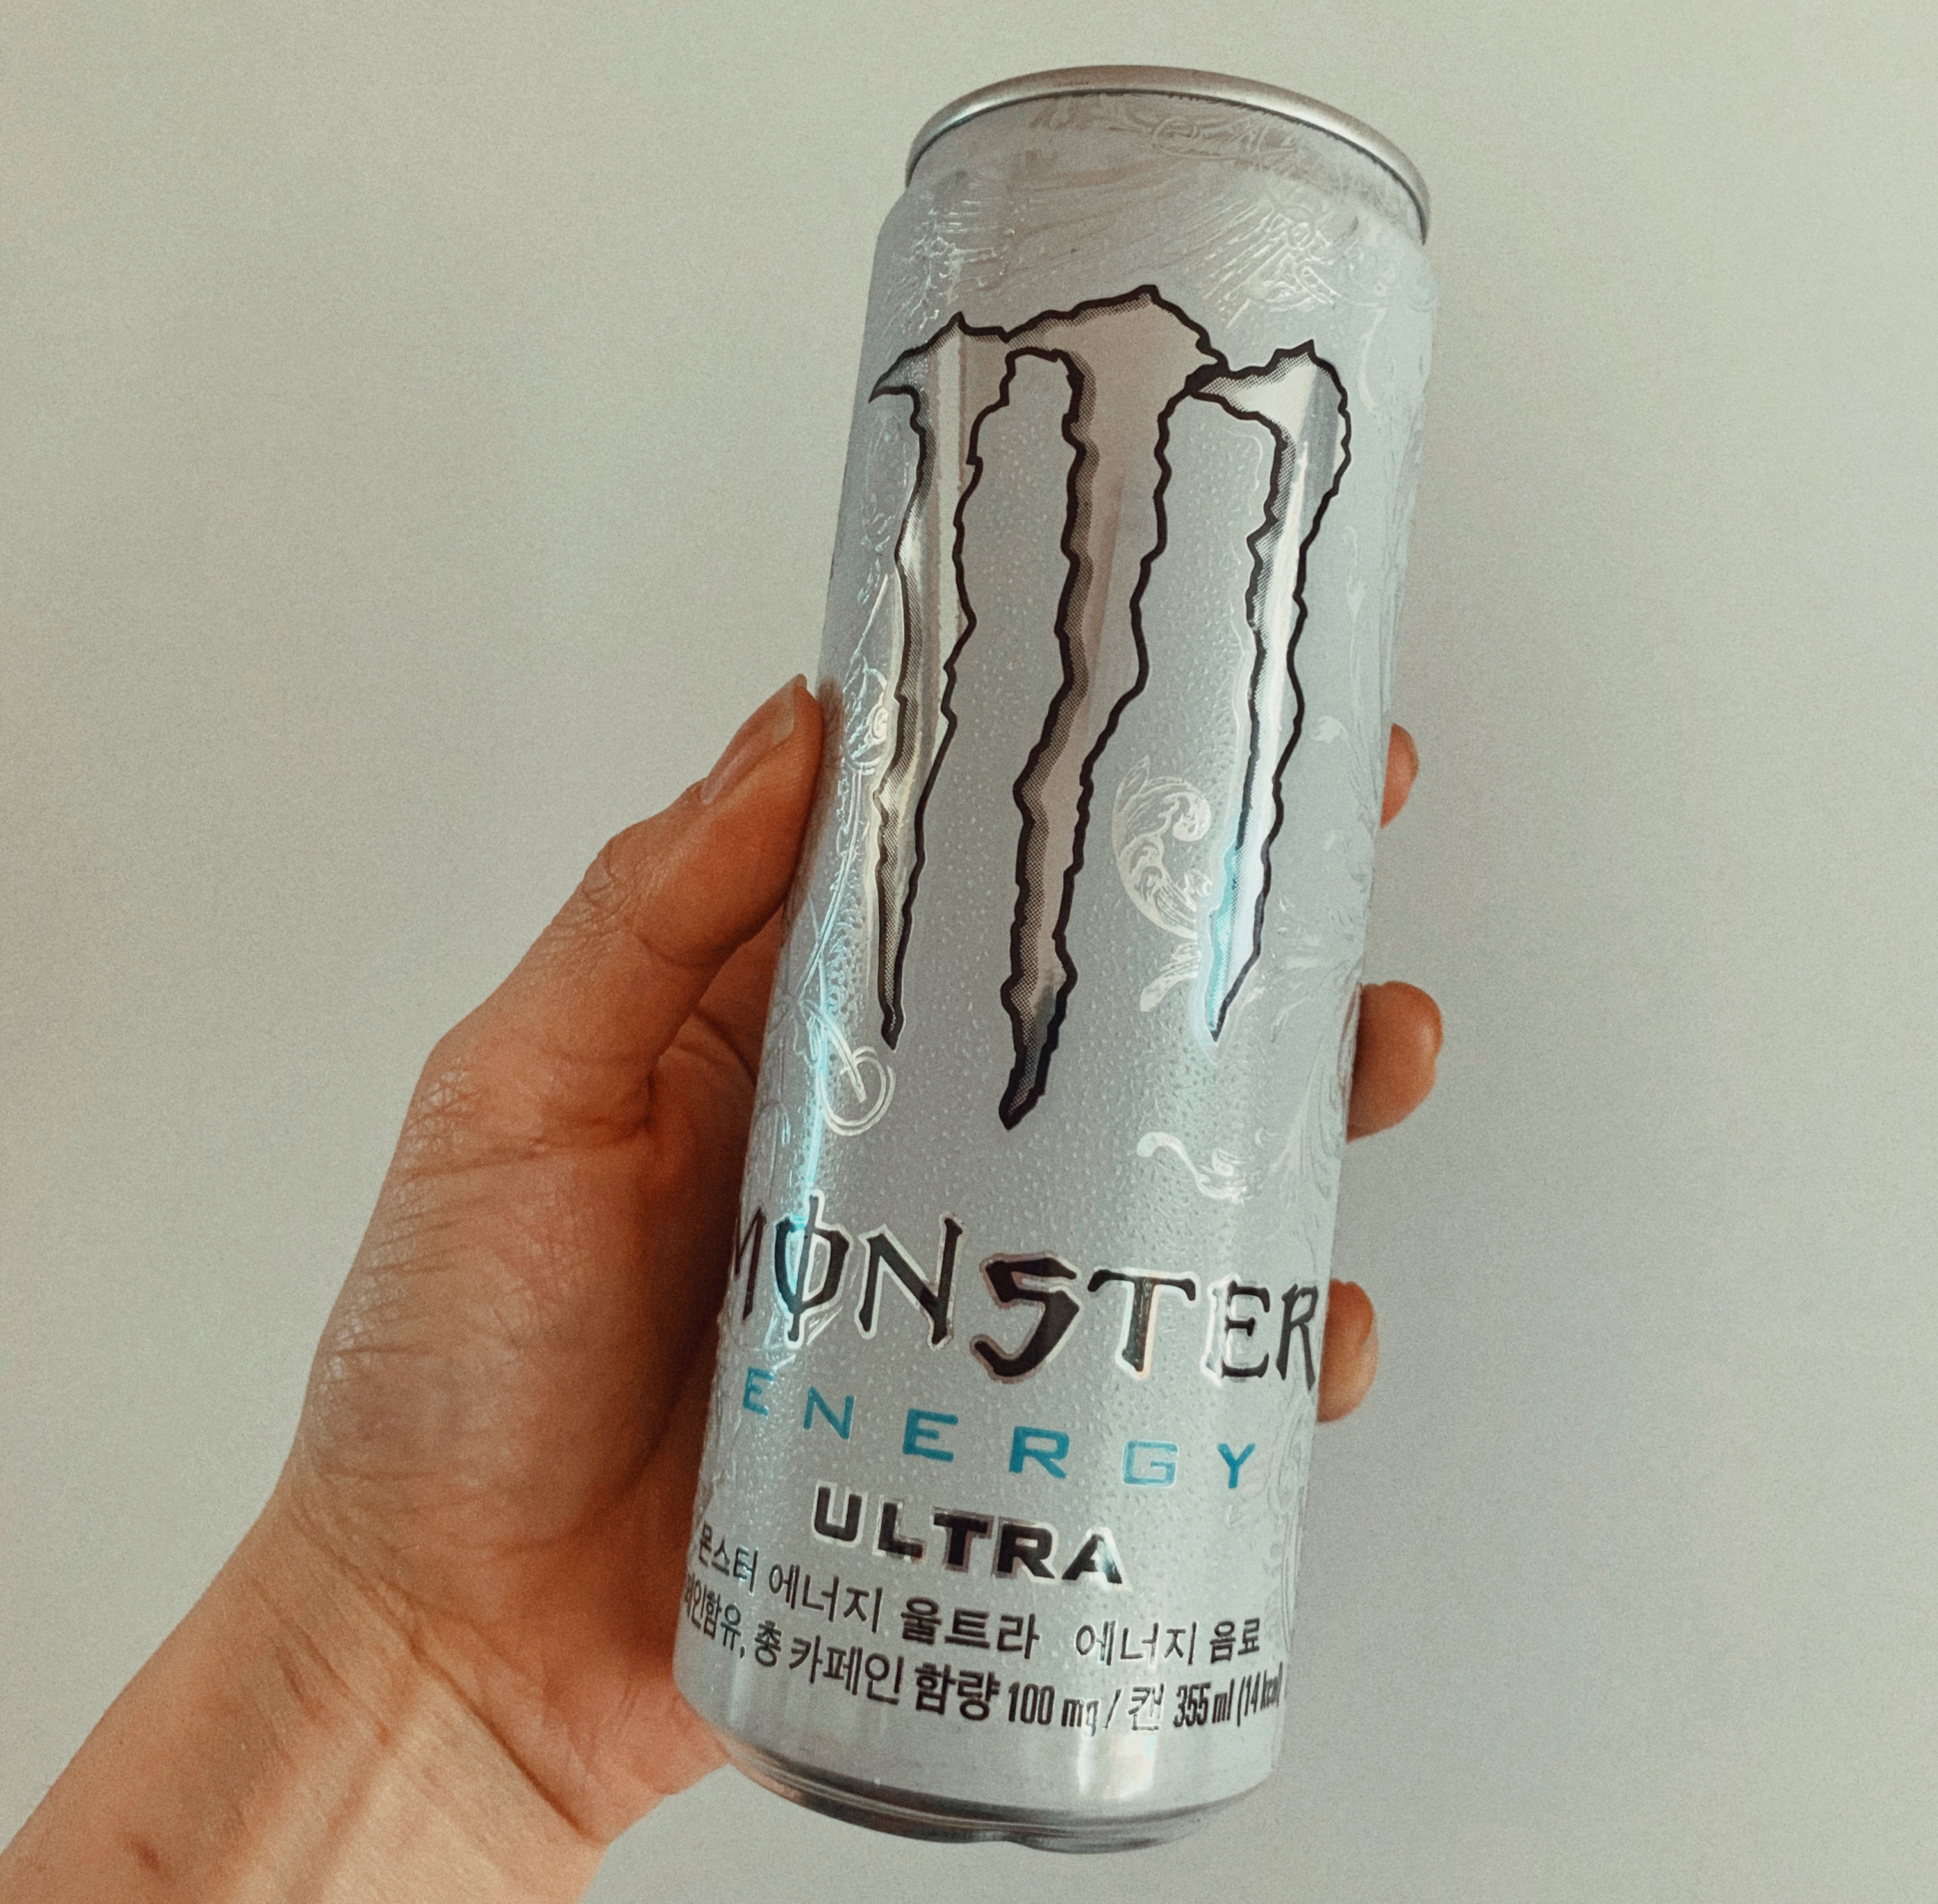 MONSTER
ENERGY
ULTRA
몬스터 에너지 울트라 에너지 음료
카페인함유, 총 카페인 함량 100 mg / 캔 355 ml (14 kcal)